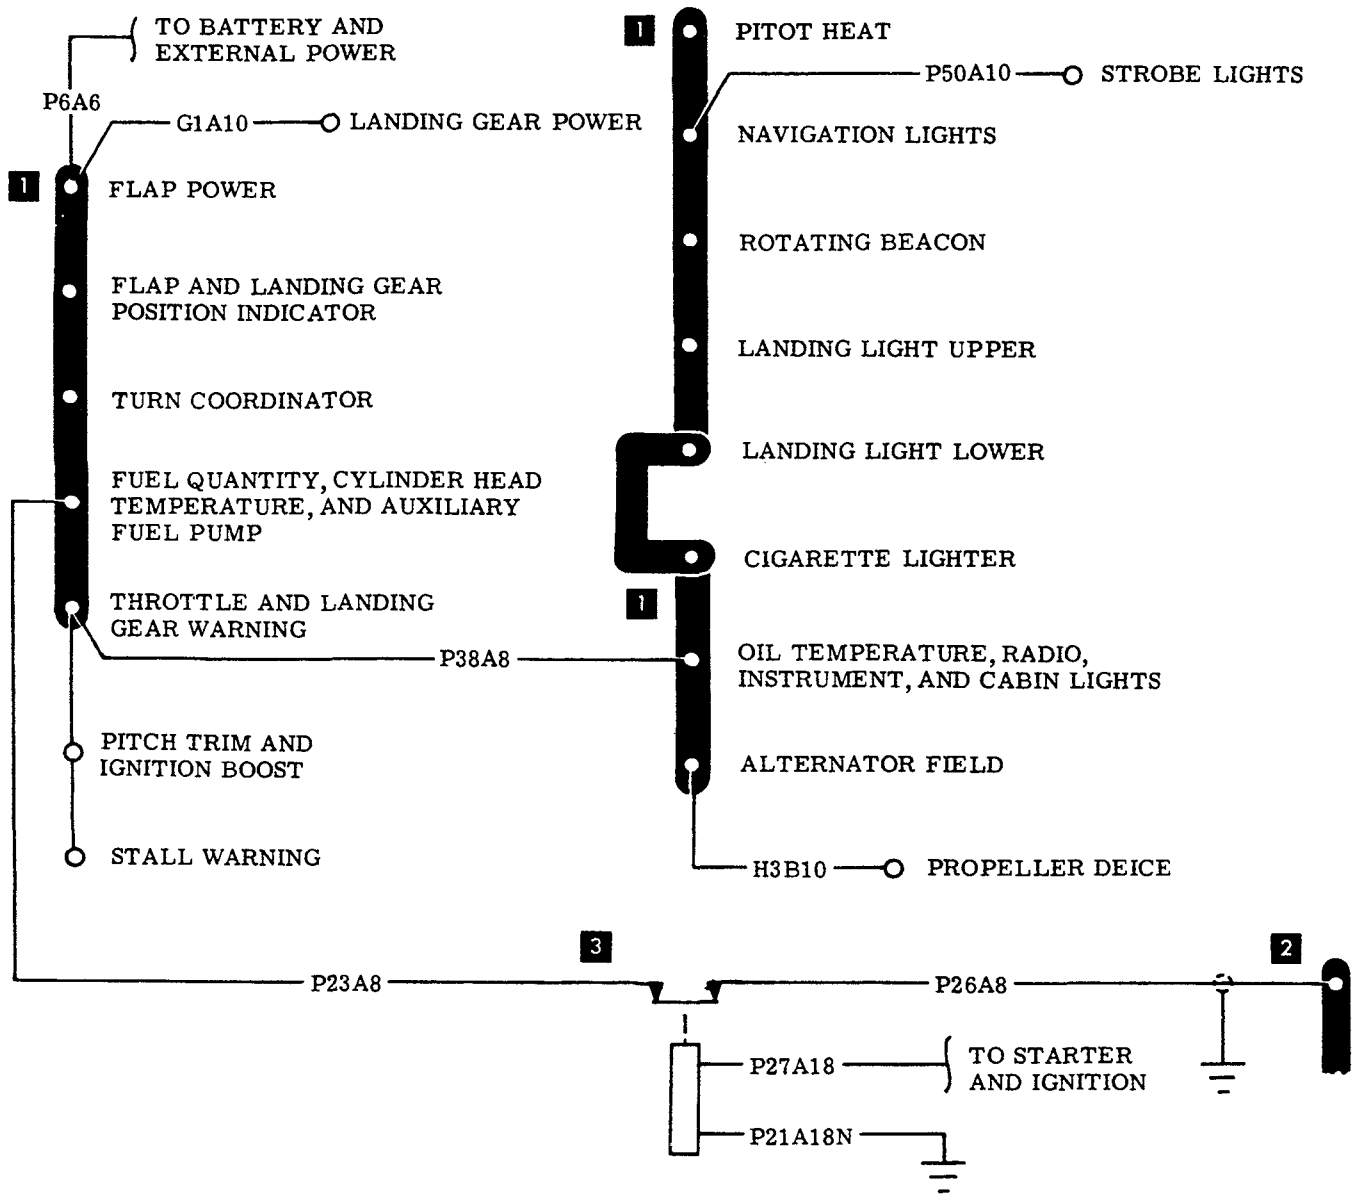 TO BATTERY AND
EXTERNAL POWER
P6A6
G1A10
LANDING GEAR POWER
1
FLAP POWER
FLAP AND LANDING GEAR
POSITION INDICATOR
TURN COORDINATOR
FUEL QUANTITY, CYLINDER HEAD
TEMPERATURE, AND AUXILIARY
FUEL PUMP
THROTTLE AND LANDING
GEAR WARNING
P38A8
PITCH TRIM AND
IGNITION BOOST
STALL WARNING
1
PITOT HEAT
P50A10
STROBE LIGHTS
NAVIGATION LIGHTS
ROTATING BEACON
LANDING LIGHT UPPER
LANDING LIGHT LOWER
CIGARETTE LIGHTER
1
OIL TEMPERATURE, RADIO,
INSTRUMENT, AND CABIN LIGHTS
ALTERNATOR FIELD
H3B10
PROPELLER DEICE
3
2
P23A8
P26A8
P27A18
TO STARTER
AND IGNITION
P21A18N